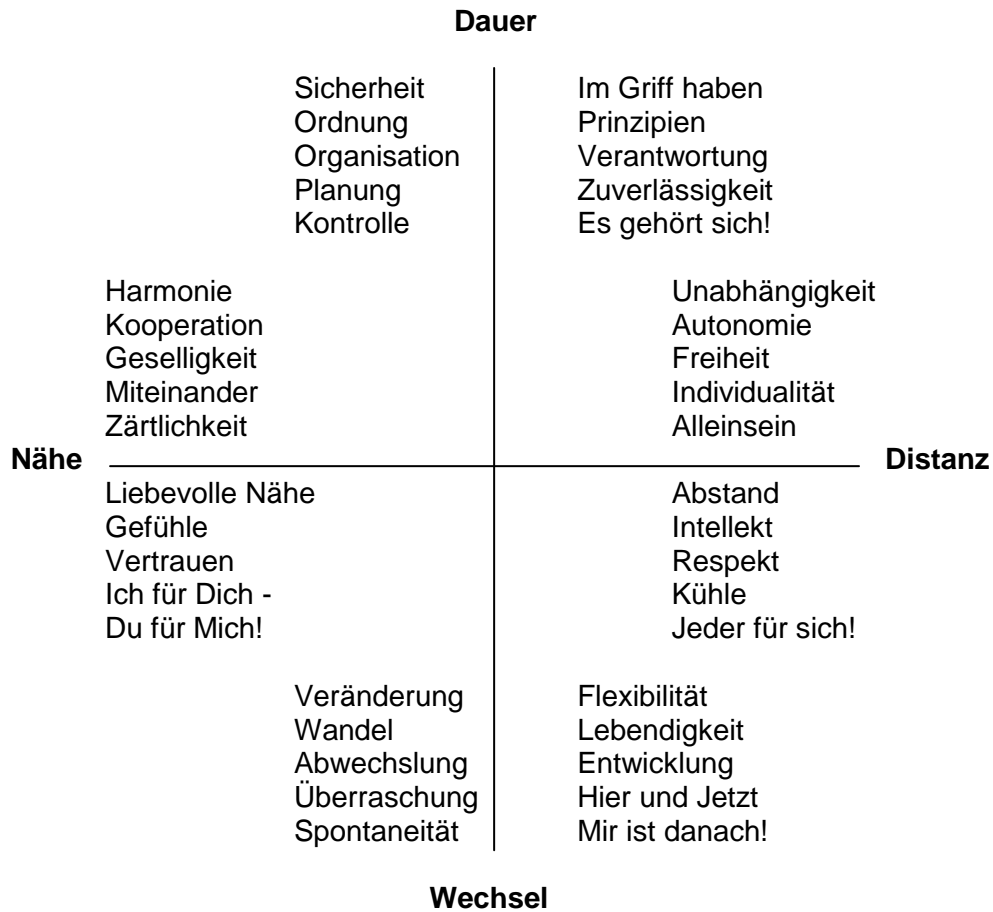 Dauer
Sicherheit Im Griff haben
Ordnung Prinzipien
Organisation Verantwortung
Planung Zuverlässigkeit
Kontrolle Es gehört sich!
Harmonie Unabhängigkeit
Kooperation Autonomie
Geselligkeit Freiheit
Miteinander Individualität
Zärtlichkeit Alleinsein
Nähe Distanz
Liebevolle Nähe Abstand
Gefühle Intellekt
Vertrauen Respekt
Ich für Dich - Kühle
Du für Mich! Jeder für sich!
Veränderung Flexibilität
Wandel Lebendigkeit
Abwechslung Entwicklung
Überraschung Hier und Jetzt
Spontaneität Mir ist danach!
Wechsel